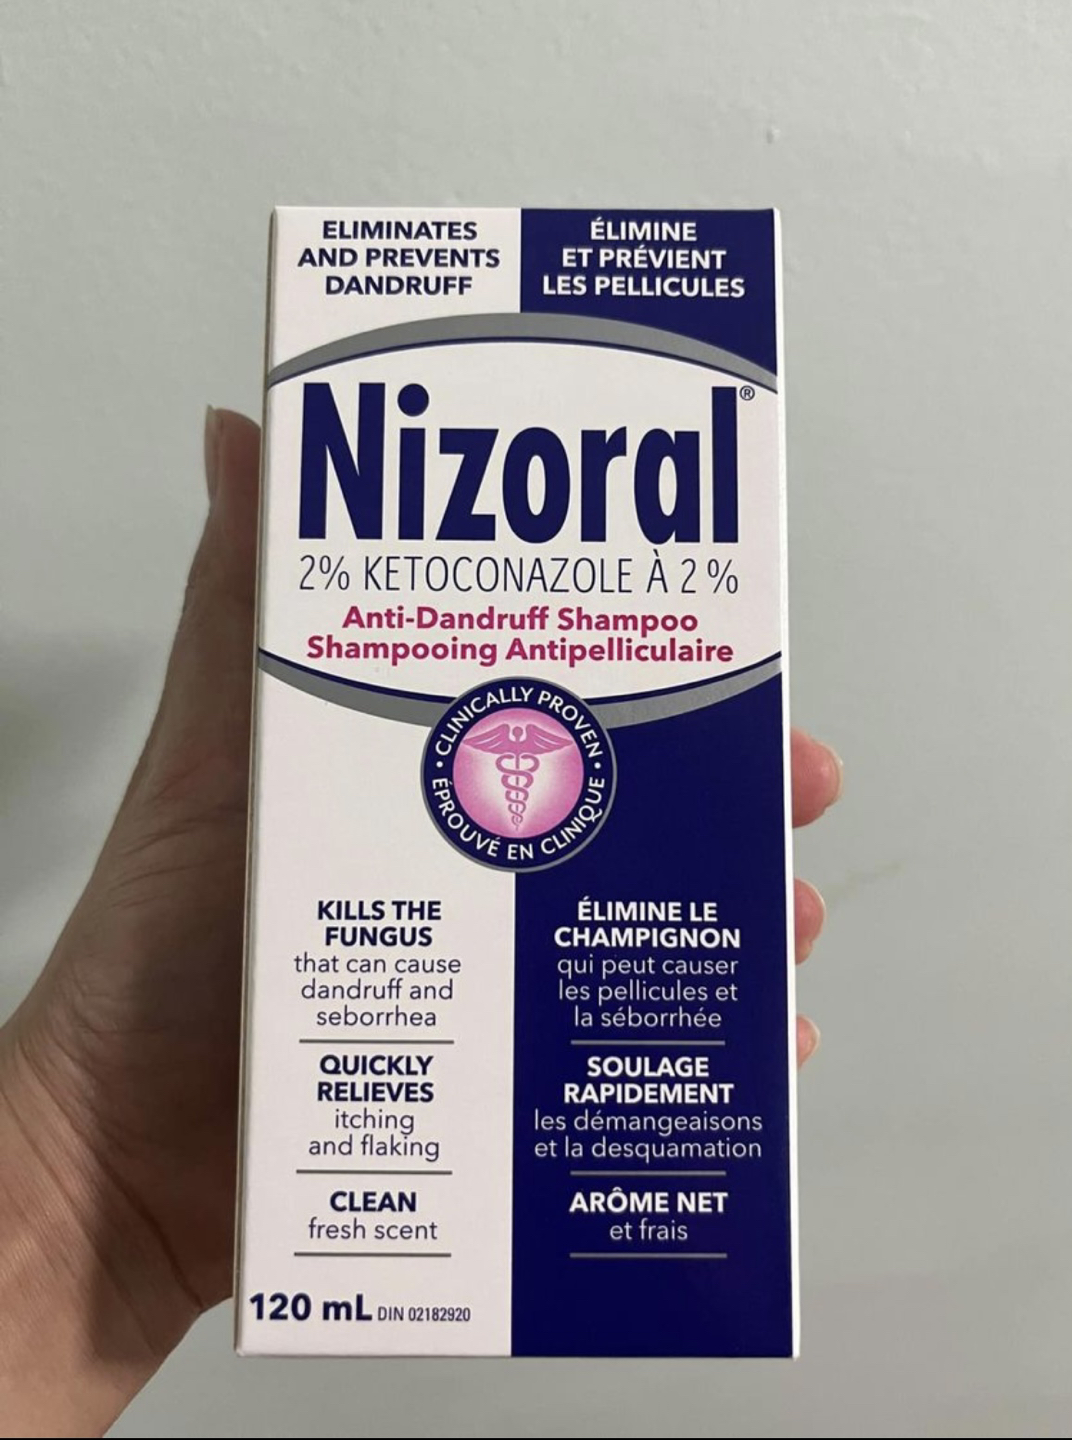 ELIMINATES
AND PREVENTS
DANDRUFF
ÉLIMINE
ET PRÉVIENT
LES PELLICULES
Nizoral®
2% KETOCONAZOLE À 2%
Anti-Dandruff Shampoo
Shampooing Antipelliculaire
• CLINICALLY PROVEN •
ÉPROUVÉ EN CLINIQUE
KILLS THE
FUNGUS
that can cause
dandruff and
seborrhea
QUICKLY
RELIEVES
itching
and flaking
CLEAN
fresh scent
ÉLIMINE LE
CHAMPIGNON
qui peut causer
les pellicules et
la séborrhée
SOULAGE
RAPIDEMENT
les démangeaisons
et la desquamation
ARÔME NET
et frais
120 mL DIN 02182920